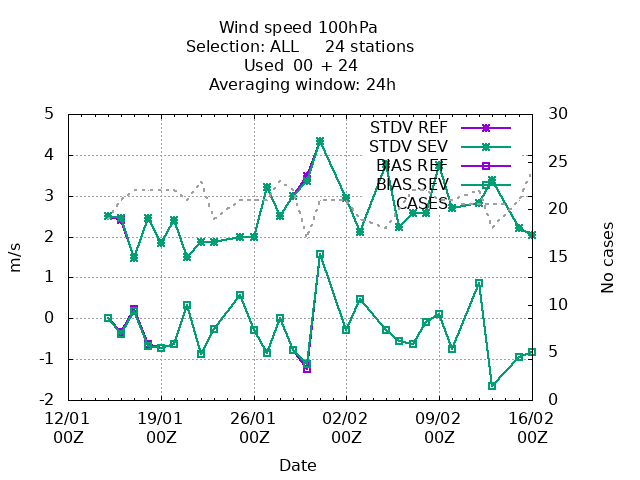 Wind speed 100hPa
Selection: ALL 24 stations
Used 00 + 24
Averaging window: 24h
STDV REF
STDV SEV
BIAS REF
BIAS SEV
CASES
5
4
3
2
1
0
-1
-2
m/s
30
25
20
15
10
5
0
No cases
12/01 19/01 26/01 02/02 09/02 16/02
00Z 00Z 00Z 00Z 00Z 00Z
Date